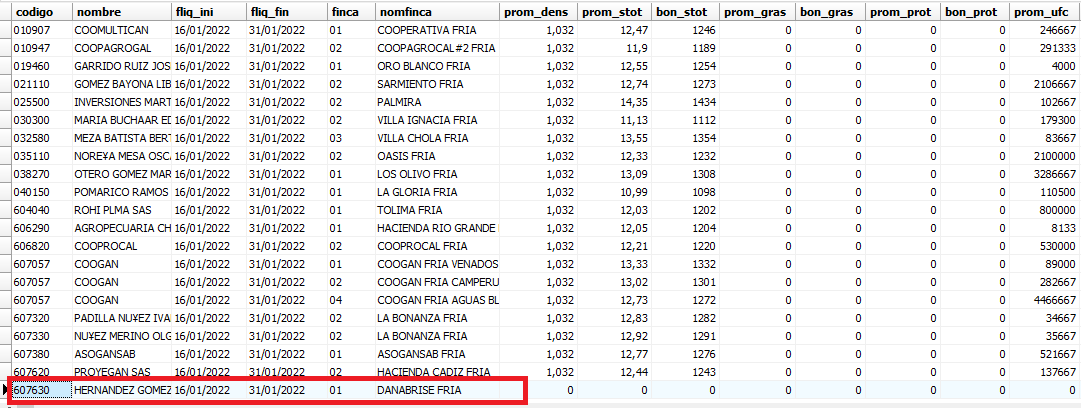 codigo nombre fliq_ini fliq_fin finca nomfinca prom_dens prom_stot bon_stot prom_gras bon_gras prom_prot bon_prot prom_ufc
010907 COOMULTICAN 16/01/2022 31/01/2022 01 COOPERATIVA FRIA 1,032 12,47 1246 0 0 0 0 246667
010947 COOPAGROGAL 16/01/2022 31/01/2022 02 COOPAGROCAL#2 FRIA 1,032 11,9 1189 0 0 0 0 291333
019460 GARRIDO RUIZ JOS 16/01/2022 31/01/2022 01 ORO BLANCO FRIA 1,032 12,55 1254 0 0 0 0 4000
021110 GOMEZ BAYONA LIB 16/01/2022 31/01/2022 02 SARMIENTO FRIA 1,032 12,74 1273 0 0 0 0 2106667
025500 INVERSIONES MART 16/01/2022 31/01/2022 02 PALMIRA 1,032 14,35 1434 0 0 0 0 102667
030300 MARIA BUCHAAR ED 16/01/2022 31/01/2022 02 VILLA IGNACIA FRIA 1,032 11,13 1112 0 0 0 0 179300
032580 MEZA BATISTA BERT 16/01/2022 31/01/2022 03 VILLA CHOLA FRIA 1,032 13,55 1354 0 0 0 0 83667
035110 NORE¥A MESA OSCA 16/01/2022 31/01/2022 02 OASIS FRIA 1,032 12,33 1232 0 0 0 0 2100000
038270 OTERO GOMEZ MAR 16/01/2022 31/01/2022 01 LOS OLIVO FRIA 1,032 13,09 1308 0 0 0 0 3286667
040150 POMARICO RAMOS 16/01/2022 31/01/2022 01 LA GLORIA FRIA 1,032 10,99 1098 0 0 0 0 110500
604040 ROHI PLMA SAS 16/01/2022 31/01/2022 01 TOLIMA FRIA 1,032 12,03 1202 0 0 0 0 800000
606290 AGROPECUARIA CH 16/01/2022 31/01/2022 01 HACIENDA RIO GRANDE 1,032 12,05 1204 0 0 0 0 8133
606820 COOPROCAL 16/01/2022 31/01/2022 02 COOPROCAL FRIA 1,032 12,21 1220 0 0 0 0 530000
607057 COOGAN 16/01/2022 31/01/2022 01 COOGAN FRIA VENADOS 1,032 13,33 1332 0 0 0 0 89000
607057 COOGAN 16/01/2022 31/01/2022 02 COOGAN FRIA CAMPERU 1,032 13,02 1301 0 0 0 0 282667
607057 COOGAN 16/01/2022 31/01/2022 04 COOGAN FRIA AGUAS BL 1,032 12,73 1272 0 0 0 0 4466667
607320 PADILLA NU¥EZ IVA 16/01/2022 31/01/2022 02 LA BONANZA FRIA 1,032 12,83 1282 0 0 0 0 34667
607330 NU¥EZ MERINO OLG 16/01/2022 31/01/2022 02 LA BONANZA FRIA 1,032 12,92 1291 0 0 0 0 35667
607380 ASOGANSAB 16/01/2022 31/01/2022 01 ASOGANSAB FRIA 1,032 12,77 1276 0 0 0 0 521667
607620 PROYEGAN SAS 16/01/2022 31/01/2022 02 HACIENDA CADIZ FRIA 1,032 12,44 1243 0 0 0 0 137667
607630 HERNANDEZ GOMEZ 16/01/2022 31/01/2022 01 DANABRISE FRIA 0 0 0 0 0 0 0 0